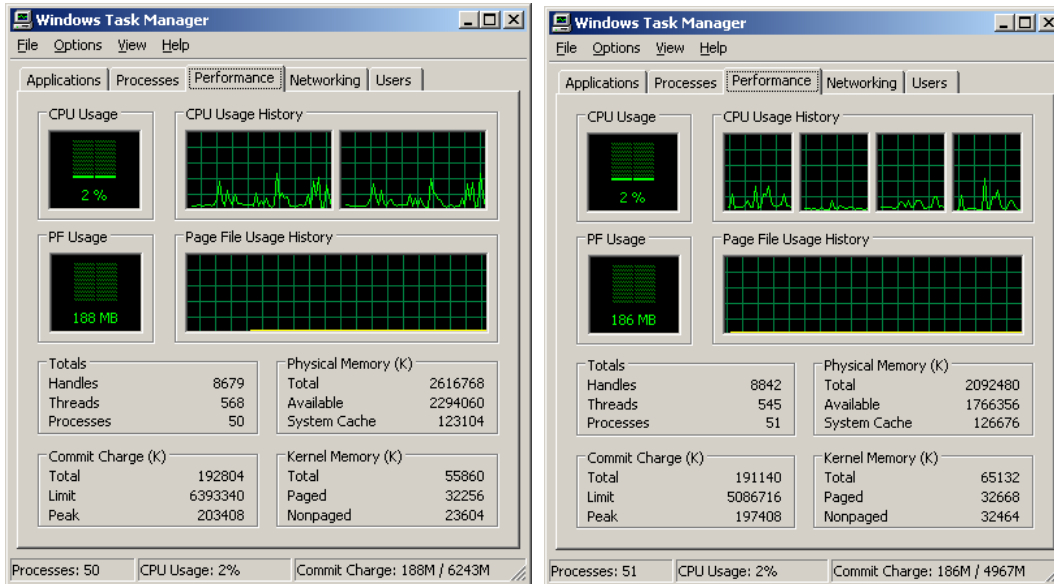 Windows Task Manager
File Options View Help
Applications Processes Performance Networking Users
CPU Usage CPU Usage History
2 %
PF Usage Page File Usage History
188 MB
Totals
Handles 8679
Threads 568
Processes 50
Physical Memory (K)
Total 2616768
Available 2294060
System Cache 123104
Commit Charge (K)
Total 192804
Limit 6393340
Peak 203408
Kernel Memory (K)
Total 55860
Paged 32256
Nonpaged 23604
Processes: 50 CPU Usage: 2% Commit Charge: 188M / 6243M
Windows Task Manager
File Options View Help
Applications Processes Performance Networking Users
CPU Usage CPU Usage History
2 %
PF Usage Page File Usage History
186 MB
Totals
Handles 8842
Threads 545
Processes 51
Physical Memory (K)
Total 2092480
Available 1766356
System Cache 126676
Commit Charge (K)
Total 191140
Limit 5086716
Peak 197408
Kernel Memory (K)
Total 65132
Paged 32668
Nonpaged 32464
Processes: 51 CPU Usage: 2% Commit Charge: 186M / 4967M